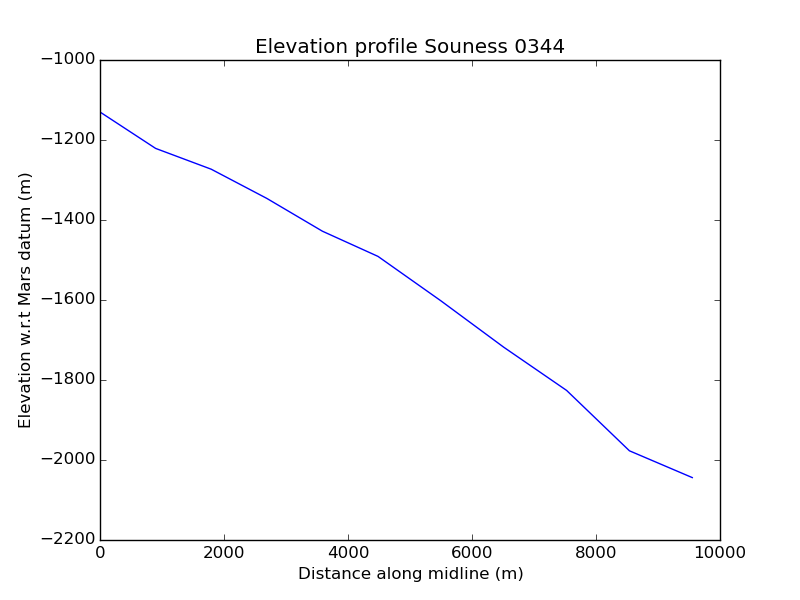 Elevation profile Souness 0344
−1000
−1200
−1400
−1600
−1800
−2000
−2200
Elevation w.r.t Mars datum (m)
0 2000 4000 6000 8000 10000
Distance along midline (m)